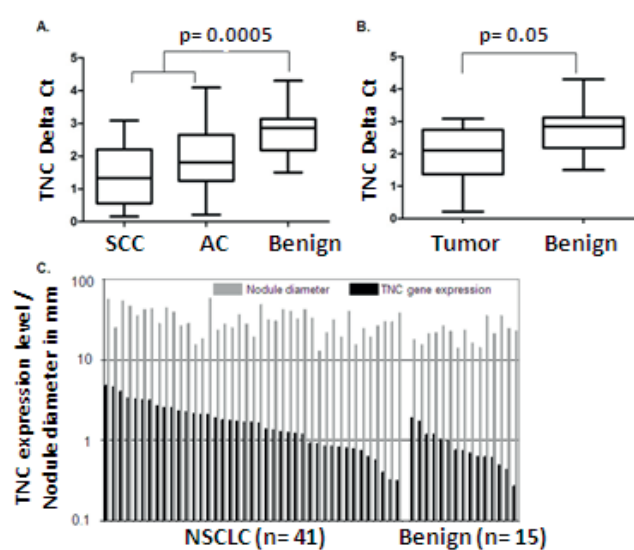 A.
p= 0.0005
TNC Delta Ct
5
4
3
2
1
0
SCC AC Benign
B.
p= 0.05
TNC Delta Ct
5
4
3
2
1
0
Tumor Benign
C.
TNC expression level /
Nodule diameter in mm
100
10
1
0.1
Nodule diameter TNC gene expression
NSCLC (n= 41) Benign (n= 15)